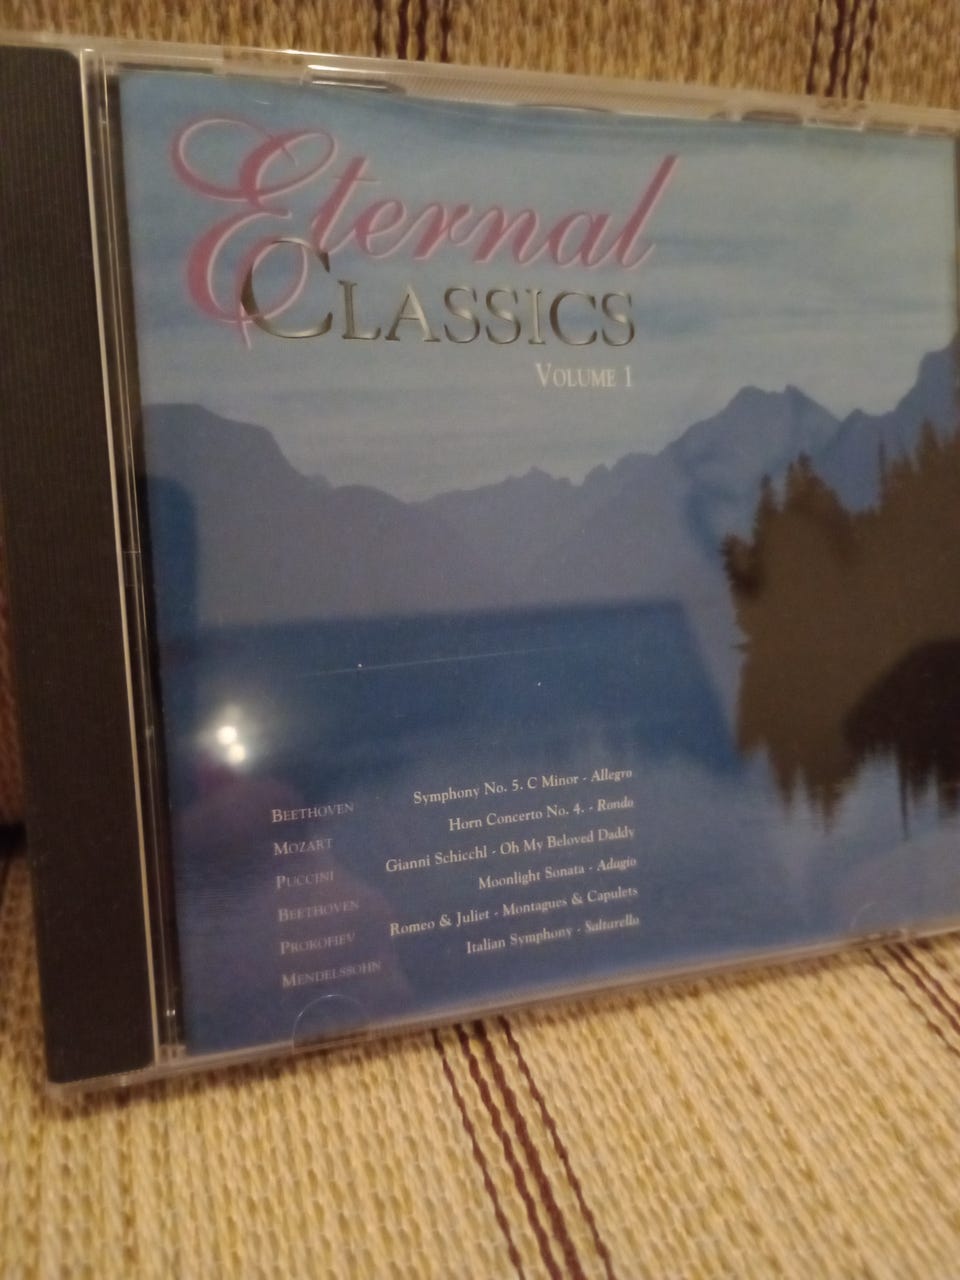 Eternal
CLASSICS
VOLUME 1
BEETHOVEN Symphony No. 5. C Minor - Allegro
MOZART Horn Concerto No. 4. - Rondo
PUCCINI Gianni Schicchl - Oh My Beloved Daddy
BEETHOVEN Moonlight Sonata - Adagio
PROKOFIEV Romeo & Juliet - Montagues & Capulets
MENDELSSOHN Italian Symphony - Saltarello